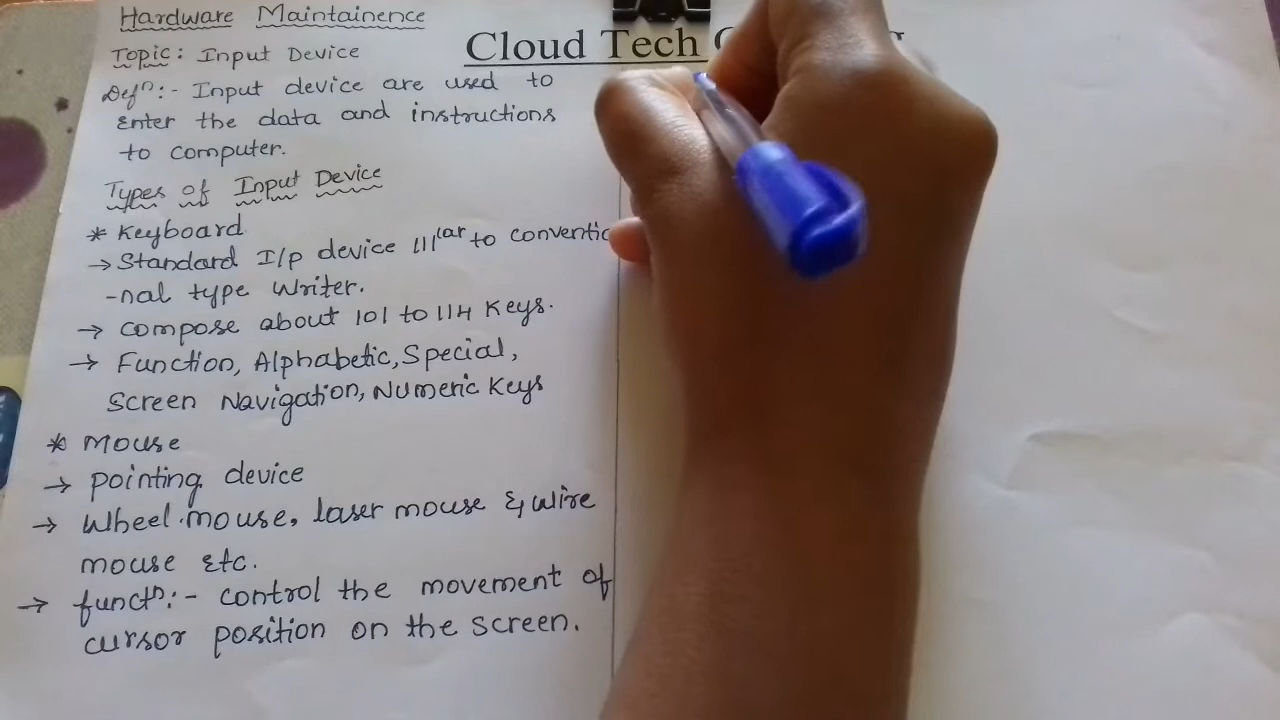 Hardware Maintainence
Cloud Tech
Topic: Input Device
Defⁿ:- Input device are used to
Enter the data and instructions
to computer.
Types of Input Device
* Keyboard
→ Standard I/p device llllar to conventio
-nal type writer.
→ compose about 101 to 114 Keys.
→ Function, Alphabetic, Special,
Screen Navigation, Numeric Keys
* Mouse
→ pointing device
→ Wheel mouse, laser mouse & wire
mouse Etc.
→ functⁿ:- control the movement of
cursor position on the screen.